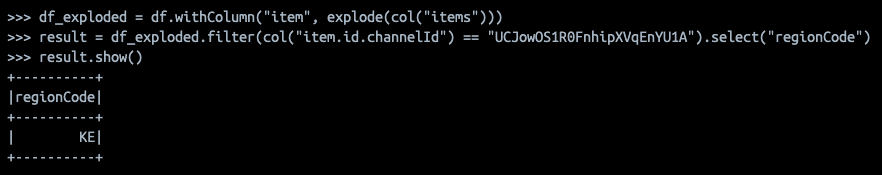 >>> df_exploded = df.withColumn("item", explode(col("items")))
>>> result = df_exploded.filter(col("item.id.channelId") == "UCJowOS1R0FnhipXVqEnYU1A").select("regionCode")
>>> result.show()
+----------+
|regionCode|
+----------+
|        KE|
+----------+